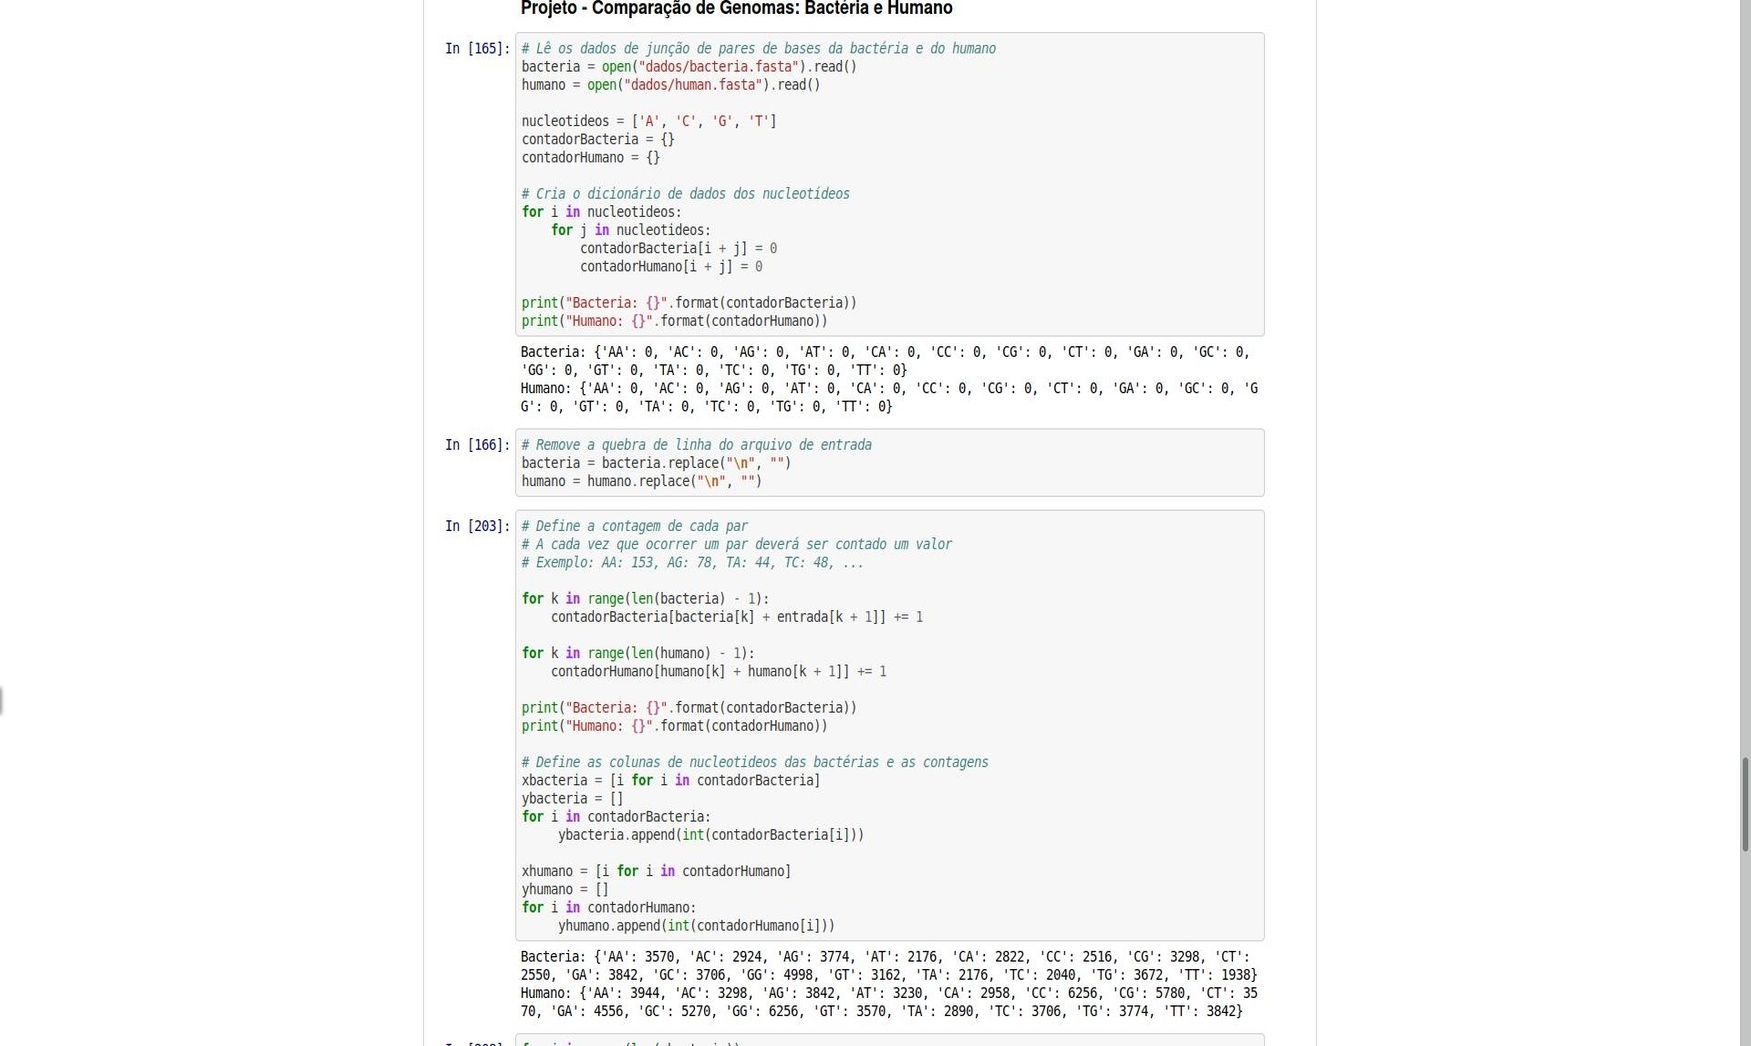 Projeto - Comparação de Genomas: Bactéria e Humano
In [165]:
# Lê os dados de junção de pares de bases da bactéria e do humano
bacteria = open("dados/bacteria.fasta").read()
humano = open("dados/human.fasta").read()
nucleotideos = ['A', 'C', 'G', 'T']
contadorBacteria = {}
contadorHumano = {}
# Cria o dicionário de dados dos nucleotídeos
for i in nucleotideos:
    for j in nucleotideos:
        contadorBacteria[i + j] = 0
        contadorHumano[i + j] = 0
print("Bacteria: {}".format(contadorBacteria))
print("Humano: {}".format(contadorHumano))
Bacteria: {'AA': 0, 'AC': 0, 'AG': 0, 'AT': 0, 'CA': 0, 'CC': 0, 'CG': 0, 'CT': 0, 'GA': 0, 'GC': 0,
'GG': 0, 'GT': 0, 'TA': 0, 'TC': 0, 'TG': 0, 'TT': 0}
Humano: {'AA': 0, 'AC': 0, 'AG': 0, 'AT': 0, 'CA': 0, 'CC': 0, 'CG': 0, 'CT': 0, 'GA': 0, 'GC': 0, 'G
G': 0, 'GT': 0, 'TA': 0, 'TC': 0, 'TG': 0, 'TT': 0}
In [166]:
# Remove a quebra de linha do arquivo de entrada
bacteria = bacteria.replace("\n", "")
humano = humano.replace("\n", "")
In [203]:
# Define a contagem de cada par
# A cada vez que ocorrer um par deverá ser contado um valor
# Exemplo: AA: 153, AG: 78, TA: 44, TC: 48, ...
for k in range(len(bacteria) - 1):
    contadorBacteria[bacteria[k] + entrada[k + 1]] += 1
for k in range(len(humano) - 1):
    contadorHumano[humano[k] + humano[k + 1]] += 1
print("Bacteria: {}".format(contadorBacteria))
print("Humano: {}".format(contadorHumano))
# Define as colunas de nucleotideos das bactérias e as contagens
xbacteria = [i for i in contadorBacteria]
ybacteria = []
for i in contadorBacteria:
     ybacteria.append(int(contadorBacteria[i]))
xhumano = [i for i in contadorHumano]
yhumano = []
for i in contadorHumano:
     yhumano.append(int(contadorHumano[i]))
Bacteria: {'AA': 3570, 'AC': 2924, 'AG': 3774, 'AT': 2176, 'CA': 2822, 'CC': 2516, 'CG': 3298, 'CT':
2550, 'GA': 3842, 'GC': 3706, 'GG': 4998, 'GT': 3162, 'TA': 2176, 'TC': 2040, 'TG': 3672, 'TT': 1938}
Humano: {'AA': 3944, 'AC': 3298, 'AG': 3842, 'AT': 3230, 'CA': 2958, 'CC': 6256, 'CG': 5780, 'CT': 35
70, 'GA': 4556, 'GC': 5270, 'GG': 6256, 'GT': 3570, 'TA': 2890, 'TC': 3706, 'TG': 3774, 'TT': 3842}